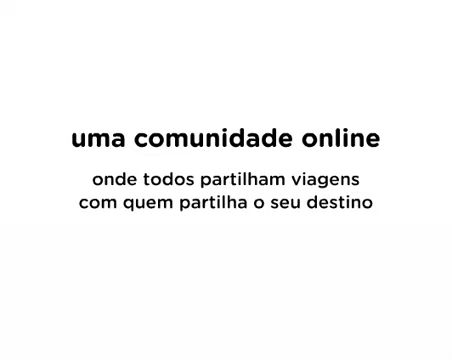 uma comunidade online
onde todos partilham viagens
com quem partilha o seu destino